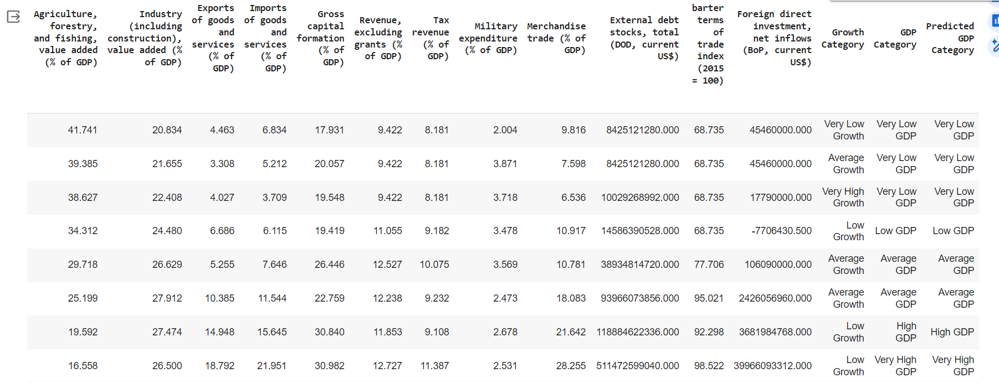 Agriculture, forestry, and fishing, value added (% of GDP) Industry (including construction), value added (% of GDP) Exports of goods and services (% of GDP) Imports of goods and services (% of GDP) Gross capital formation (% of GDP) Revenue, excluding grants (% of GDP) Tax revenue (% of GDP) Military expenditure (% of GDP) Merchandise trade (% of GDP) External debt stocks, total (DOD, current US$) barter terms of trade index (2015 = 100) Foreign direct investment, net inflows (BoP, current US$) Growth Category GDP Category Predicted GDP Category
41.741 20.834 4.463 6.834 17.931 9.422 8.181 2.004 9.816 8425121280.000 68.735 45460000.000 Very Low Growth Very Low GDP Very Low GDP
39.385 21.655 3.308 5.212 20.057 9.422 8.181 3.871 7.598 8425121280.000 68.735 45460000.000 Average Growth Very Low GDP Very Low GDP
38.627 22.408 4.027 3.709 19.548 9.422 8.181 3.718 6.536 10029268992.000 68.735 17790000.000 Very High Growth Very Low GDP Very Low GDP
34.312 24.480 6.686 6.115 19.419 11.055 9.182 3.478 10.917 14586390528.000 68.735 -7706430.500 Low Growth Low GDP Low GDP
29.718 26.629 5.255 7.646 26.446 12.527 10.075 3.569 10.781 38934814720.000 77.706 106090000.000 Average Growth Average GDP Average GDP
25.199 27.912 10.385 11.544 22.759 12.238 9.232 2.473 18.083 93966073856.000 95.021 2426056960.000 Average Growth Average GDP Average GDP
19.592 27.474 14.948 15.645 30.840 11.853 9.108 2.678 21.642 118884622336.000 92.298 3681984768.000 Low Growth High GDP High GDP
16.558 26.500 18.792 21.951 30.982 12.727 11.387 2.531 28.255 511472599040.000 98.522 39966093312.000 Low Growth Very High GDP Very High GDP